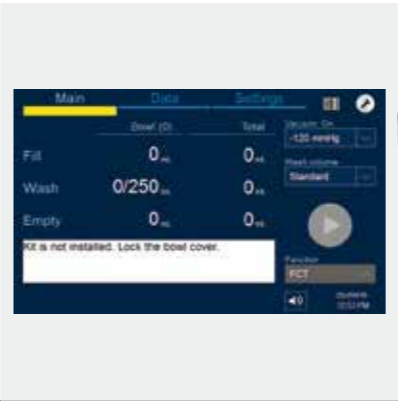 Main Data Settings
Bowl (0) Total Vacuum: On
-120 mmHg
Fill 0 mL 0 mL
Wash volume
Standard
Wash 0/250 mL 0 mL
Empty 0 mL 0 mL
Kit is not installed. Lock the bowl cover.
Function
PCT
PM